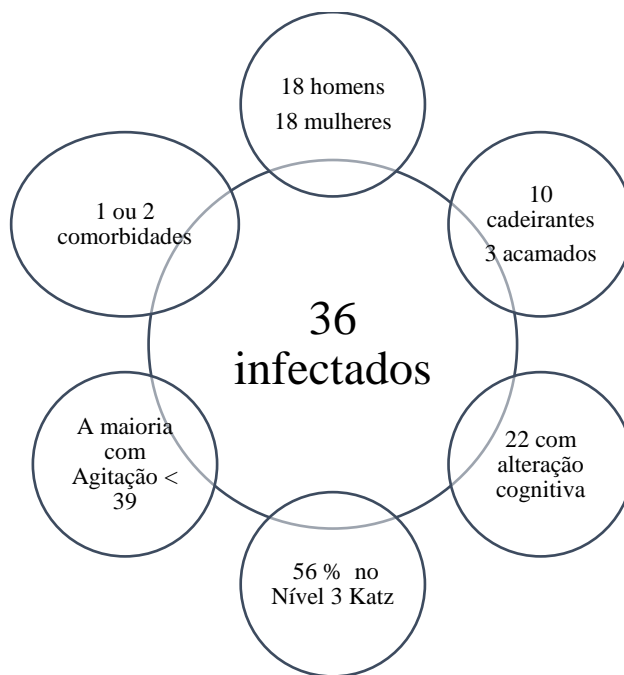 18 homens
18 mulheres
1 ou 2
comorbidades
10
cadeirantes
3 acamados
36
infectados
A maioria
com
Agitação <
39
22 com
alteração
cognitiva
56 % no
Nível 3 Katz